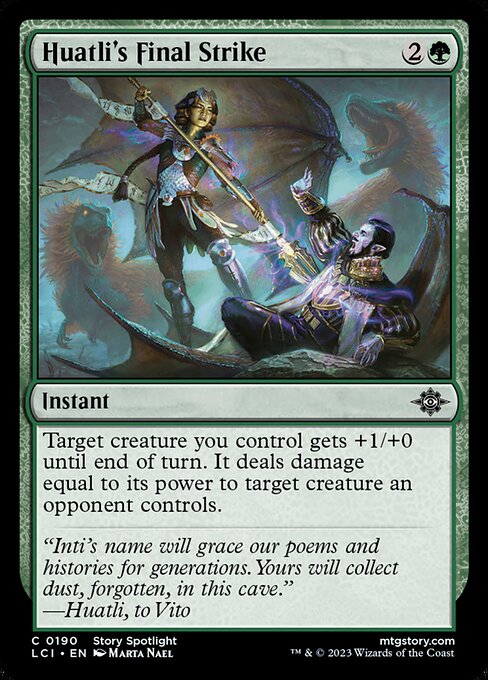 Huatli's Final Strike 2
Instant
Target creature you control gets +1/+0
until end of turn. It deals damage
equal to its power to target creature an
opponent controls.
“Inti's name will grace our poems and
histories for generations. Yours will collect
dust, forgotten, in this cave.”
—Huatli, to Vito
C 0190 Story Spotlight mtgstory.com
LCI • EN Marta Nael ™ & © 2023 Wizards of the Coast